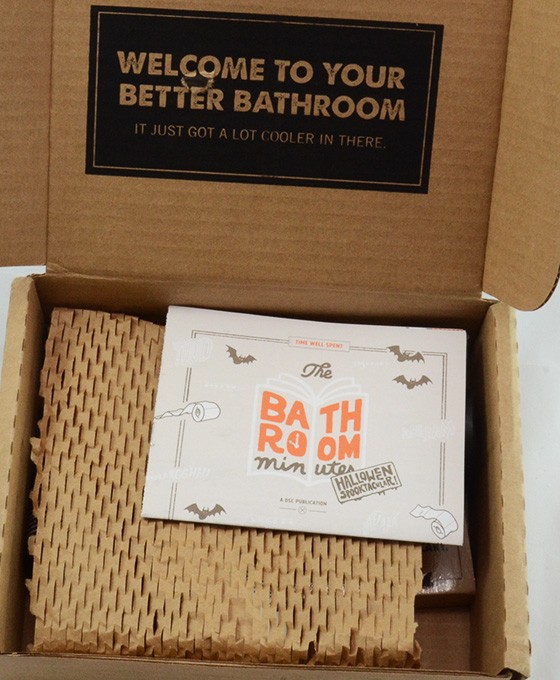 WELCOME TO YOUR
BETTER BATHROOM
IT JUST GOT A LOT COOLER IN THERE.
TIME WELL SPENT
The
BATH
ROOM
minutes
HALLOWEEN
SPOOKTACULAR!
A DSC PUBLICATION